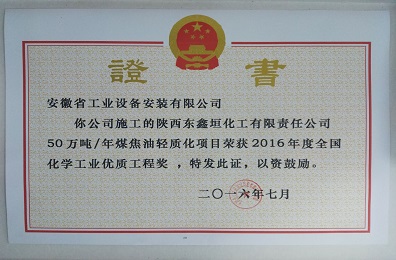 證書
安徽省工业设备安装有限公司
你公司施工的陕西东鑫垣化工有限责任公司
50万吨/年煤焦油轻质化项目荣获2016年度全国
化学工业优质工程奖，特发此证，以资鼓励。
二〇一六年七月